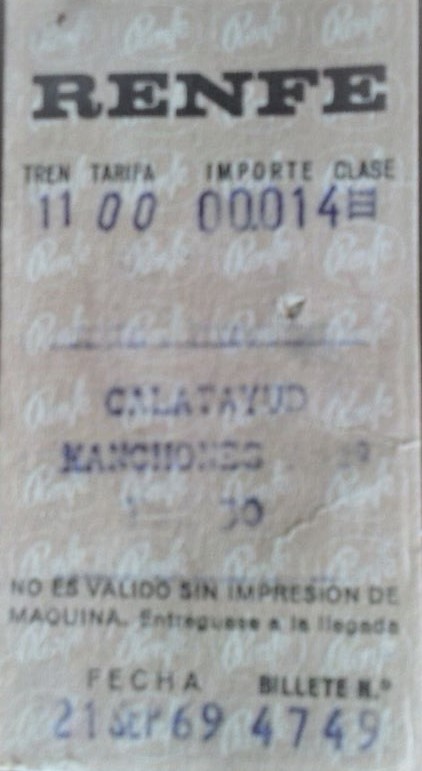 RENFE
TREN TARIFA IMPORTE CLASE
11 00 00014 III
CALATAYUD
MANCHONES
30
NO ES VALIDO SIN IMPRESION DE
MAQUINA. Entreguese a la llegada
FECHA BILLETE N.º
21 SEP 69 4749